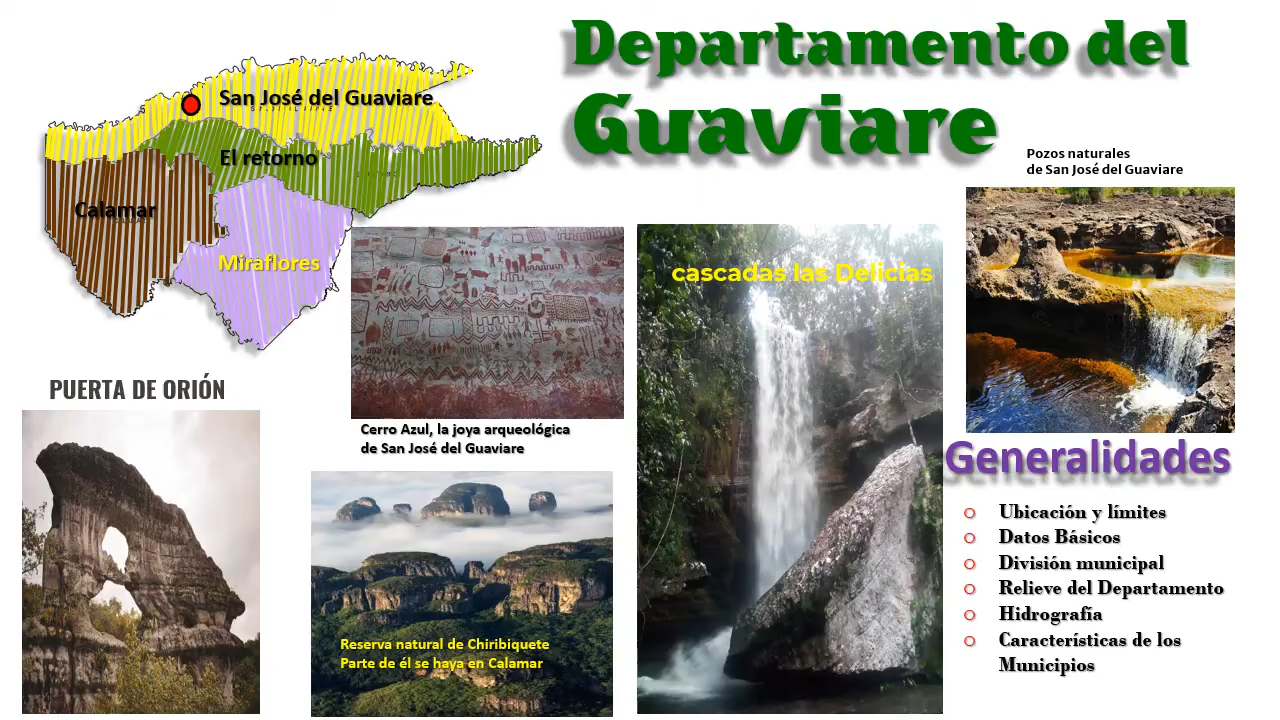 Departamento del
Guaviare
San José del Guaviare
El retorno
Calamar
Miraflores
Pozos naturales
de San José del Guaviare
cascadas las Delicias
PUERTA DE ORIÓN
Cerro Azul, la joya arqueológica
de San José del Guaviare
Reserva natural de Chiribiquete
Parte de él se haya en Calamar
Generalidades
o Ubicación y límites
o Datos Básicos
o División municipal
o Relieve del Departamento
o Hidrografía
o Características de los
Municipios